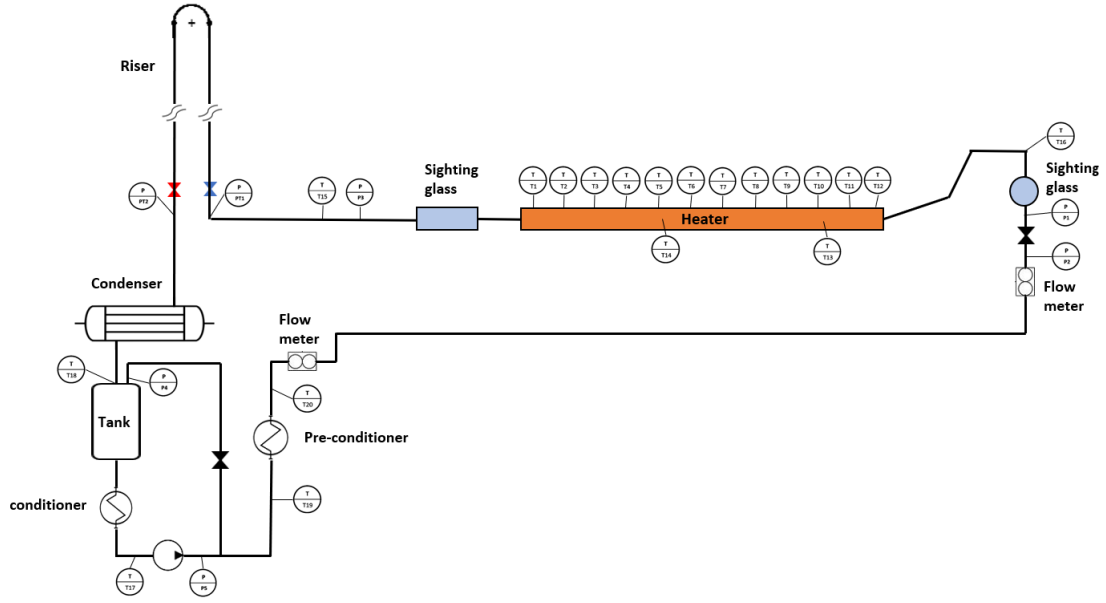 Riser
Sighting
glass
T
T1
T
T2
T
T3
T
T4
T
T5
T
T6
T
T7
T
T8
T
T9
T
T10
T
T11
T
T12
Heater
T
T14
T
T13
T
T16
Sighting
glass
P
P1
P
P2
Flow
meter
P
PT2
P
PT1
T
T15
P
P3
Condenser
Flow
meter
T
T18
P
P4
T
T20
Tank
Pre-conditioner
conditioner
T
T19
T
T17
P
P5